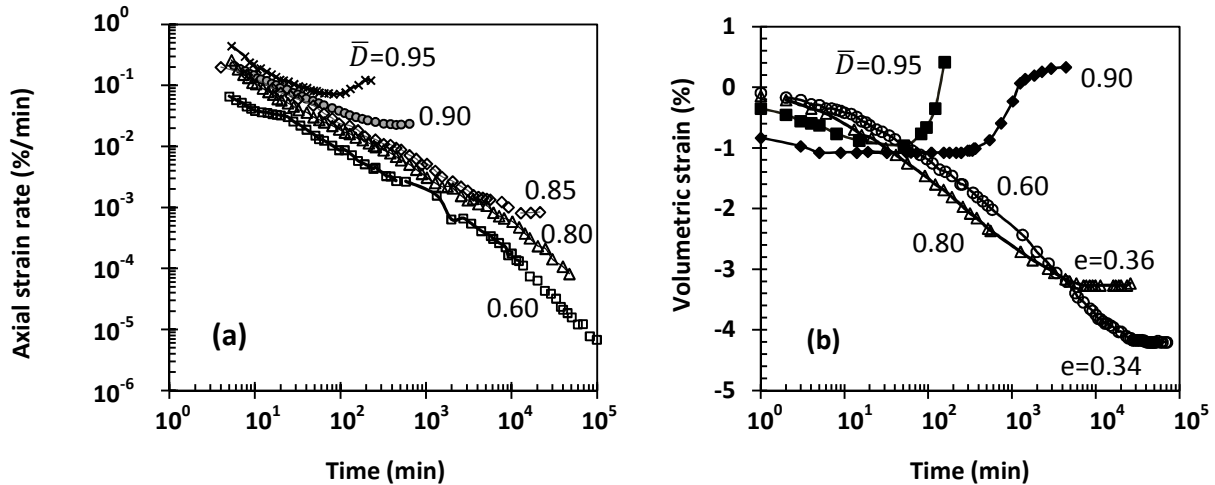 10⁰
10⁻¹
10⁻²
10⁻³
10⁻⁴
10⁻⁵
10⁻⁶
Axial strain rate (%/min)
D̅=0.95
0.90
0.85
0.80
0.60
(a)
10⁰ 10¹ 10² 10³ 10⁴ 10⁵
Time (min)
1
0
-1
-2
-3
-4
-5
Volumetric strain (%)
D̅=0.95
0.90
0.60
0.80
e=0.36
e=0.34
(b)
10⁰ 10¹ 10² 10³ 10⁴ 10⁵
Time (min)